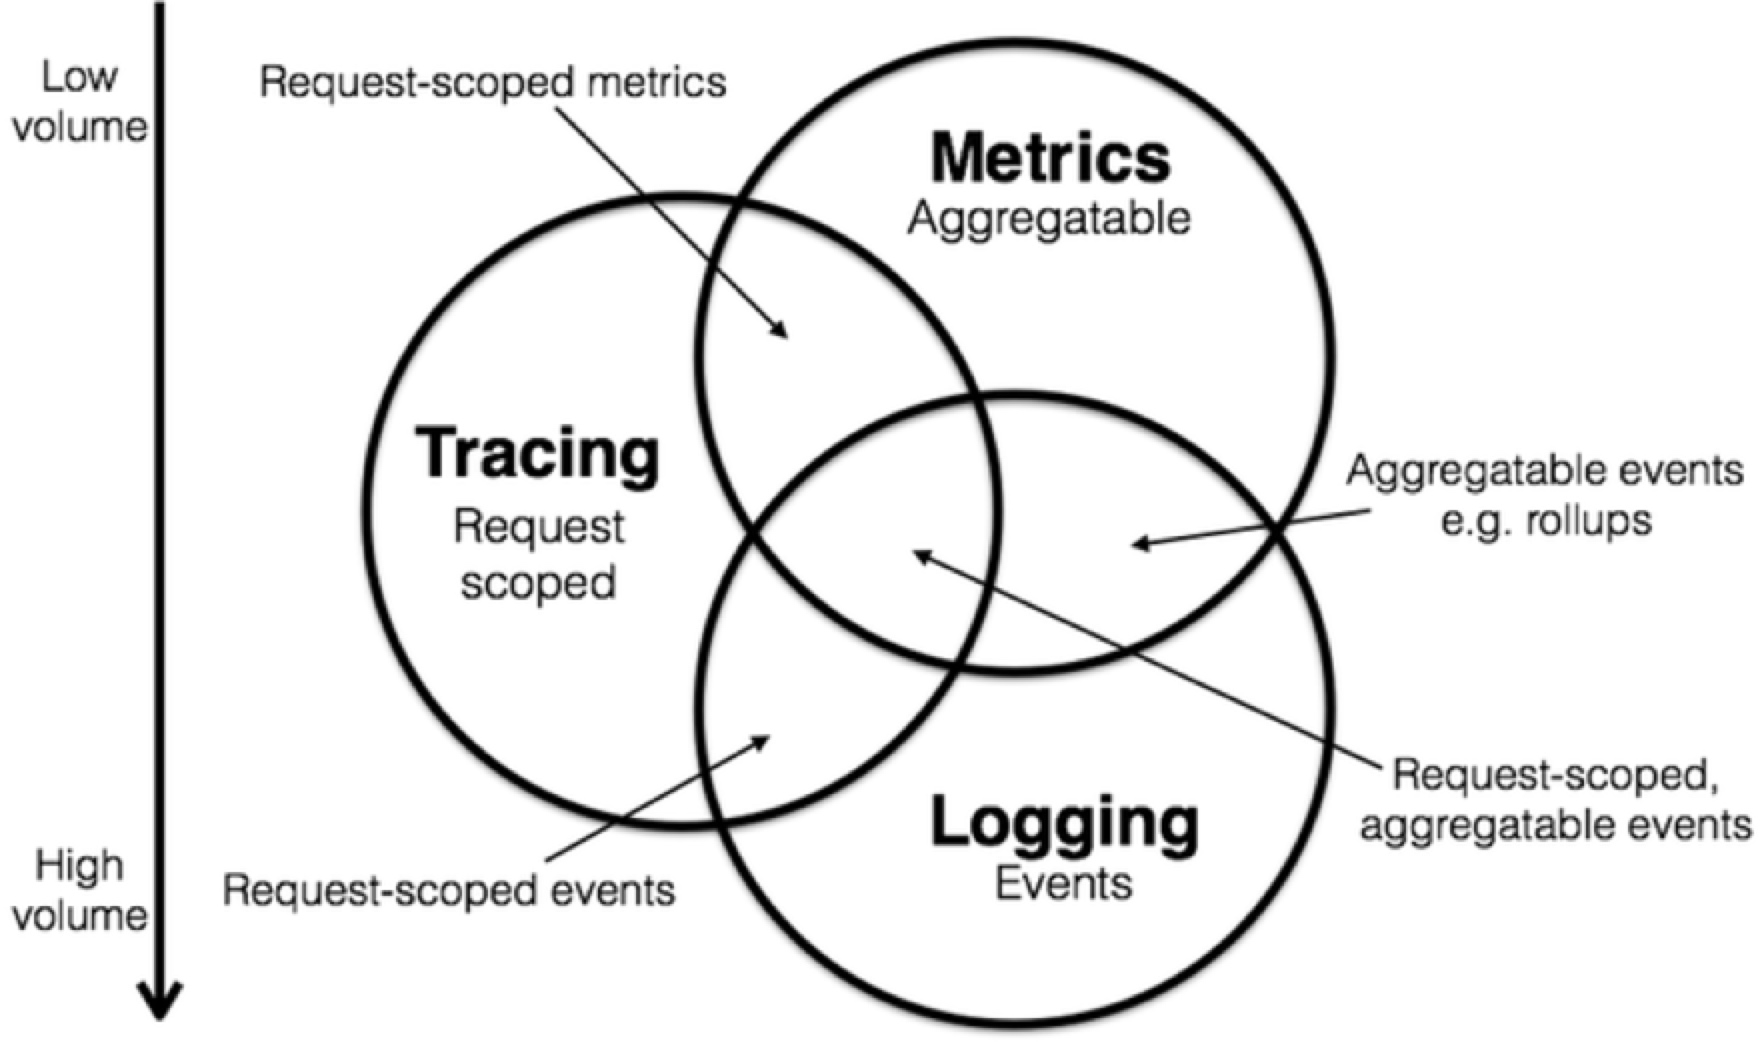 Low
volume
Request-scoped metrics
Metrics
Aggregatable
Tracing
Request
scoped
Aggregatable events
e.g. rollups
Request-scoped,
aggregatable events
Logging
Events
High
volume
Request-scoped events